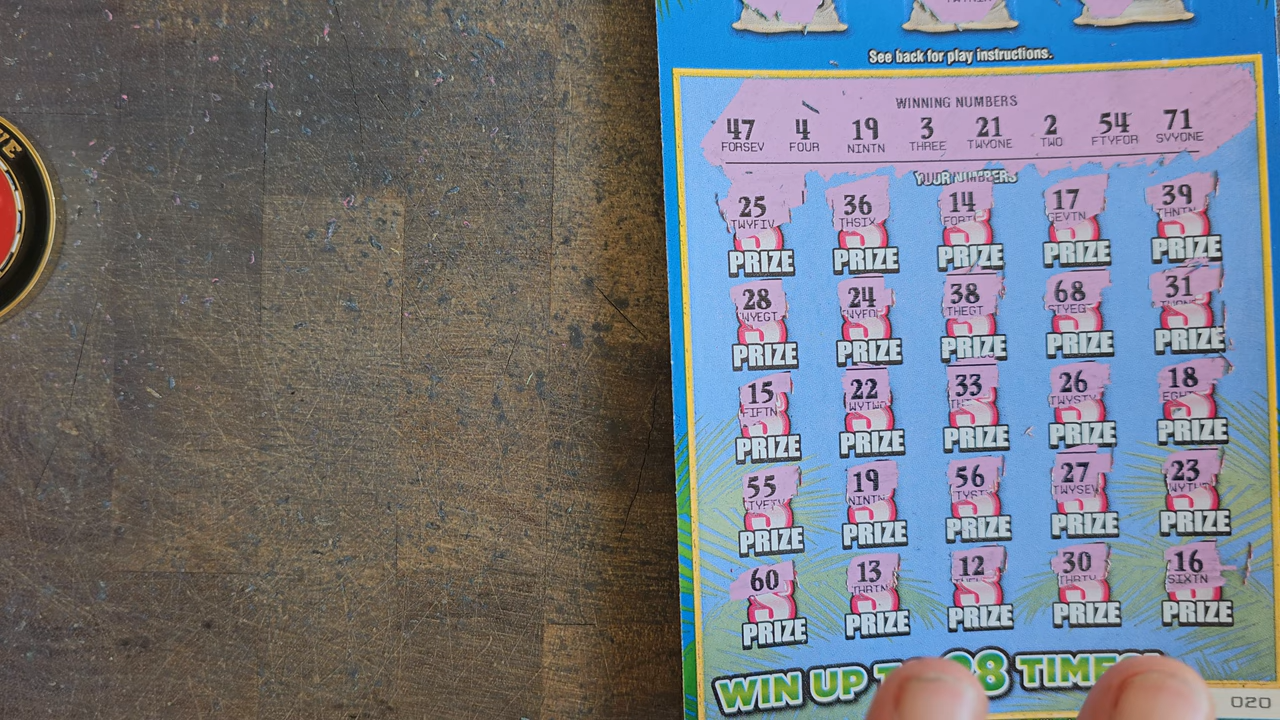 See back for play instructions.
WINNING NUMBERS
47 4 19 3 21 2 54 71
FORSEV FOUR NINTN THREE TWYONE TWO FTYFOR SVYONE
YOUR NUMBERS
25 36 14 17 39
TWYFIV THSIX
PRIZE PRIZE PRIZE PRIZE PRIZE
28 24 38 68 31
THEGT
PRIZE PRIZE PRIZE PRIZE PRIZE
15 22 33 26 18
FIFTN
PRIZE PRIZE PRIZE PRIZE PRIZE
55 19 56 27 23
NINTN TWYSEV
PRIZE PRIZE PRIZE PRIZE PRIZE
60 13 12 30 16
THRTN SIXTN
PRIZE PRIZE PRIZE PRIZE PRIZE
WIN UP
020